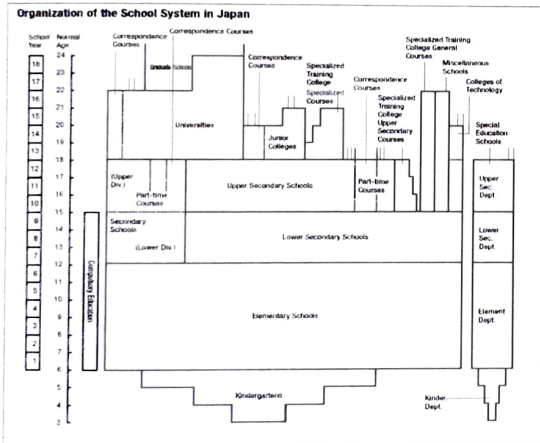 Organization of the School System in Japan
School
Year
Normal
Age
18
17
16
15
14
13
12
11
10
9
8
7
6
5
4
3
2
1
24
23
22
21
20
19
18
17
16
15
14
13
12
11
10
9
8
7
6
5
4
3
Compulsory Education
Correspondence
Courses
Correspondence Courses
Graduate Schools
Universities
Correspondence
Courses
Junior
Colleges
Specialized
Training
College
Specialized
Courses
Correspondence
Courses
Specialized
Training
College
Upper
Secondary
Courses
Specialized Training
College General
Courses
Miscellaneous
Schools
Colleges of
Technology
Special
Education
Schools
(Upper
Div.)
Part-time
Courses
Upper Secondary Schools
Part-time
Courses
Upper
Sec.
Dept.
Secondary
Schools
(Lower Div.)
Lower Secondary Schools
Lower
Sec.
Dept.
Elementary Schools
Element
Dept.
Kindergartens
Kinder
Dept.